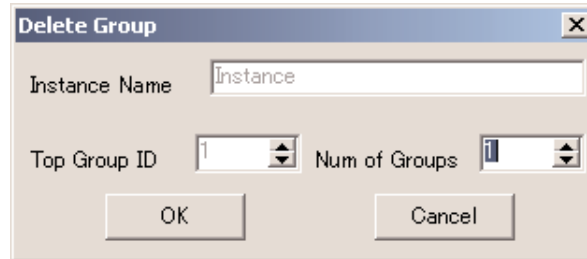 Delete Group
Instance Name Instance
Top Group ID 1 Num of Groups 1
OK Cancel